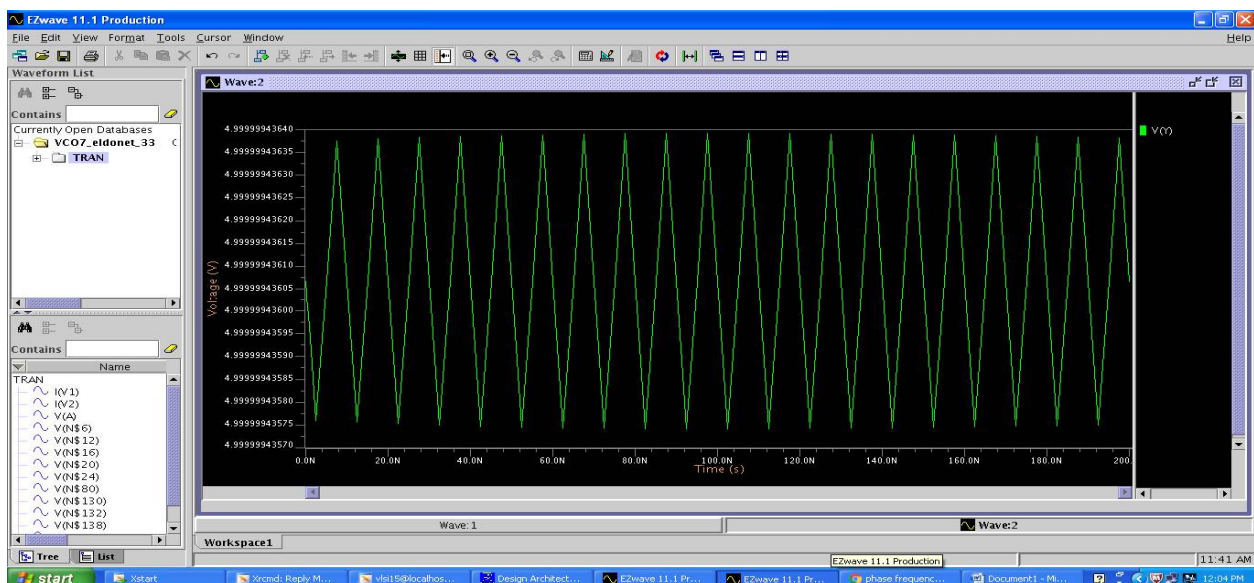 EZwave 11.1 Production
File Edit View Format Tools Cursor Window Help
Waveform List
Contains
Currently Open Databases
VCO7_eldonet_33
TRAN
Contains
Name
TRAN
I(V1)
I(V2)
V(A)
V(N$6)
V(N$12)
V(N$16)
V(N$20)
V(N$24)
V(N$80)
V(N$130)
V(N$132)
V(N$138)
Tree List
Wave:2
V(Y)
Voltage (V)
4.99999943640
4.99999943635
4.99999943630
4.99999943625
4.99999943620
4.99999943615
4.99999943610
4.99999943605
4.99999943600
4.99999943595
4.99999943590
4.99999943585
4.99999943580
4.99999943575
4.99999943570
0.0N 20.0N 40.0N 60.0N 80.0N 100.0N 120.0N 140.0N 160.0N 180.0N 200.
Time (s)
Wave:1 Wave:2
Workspace1
EZwave 11.1 Production
11:41 AM
start Xstart Xrcmd: Reply M... vlsi15@localhos... Design Architect... EZwave 11.1 Pr... EZwave 11.1 Pr... phase frequenc... Document1 - Mi... 12:04 PM